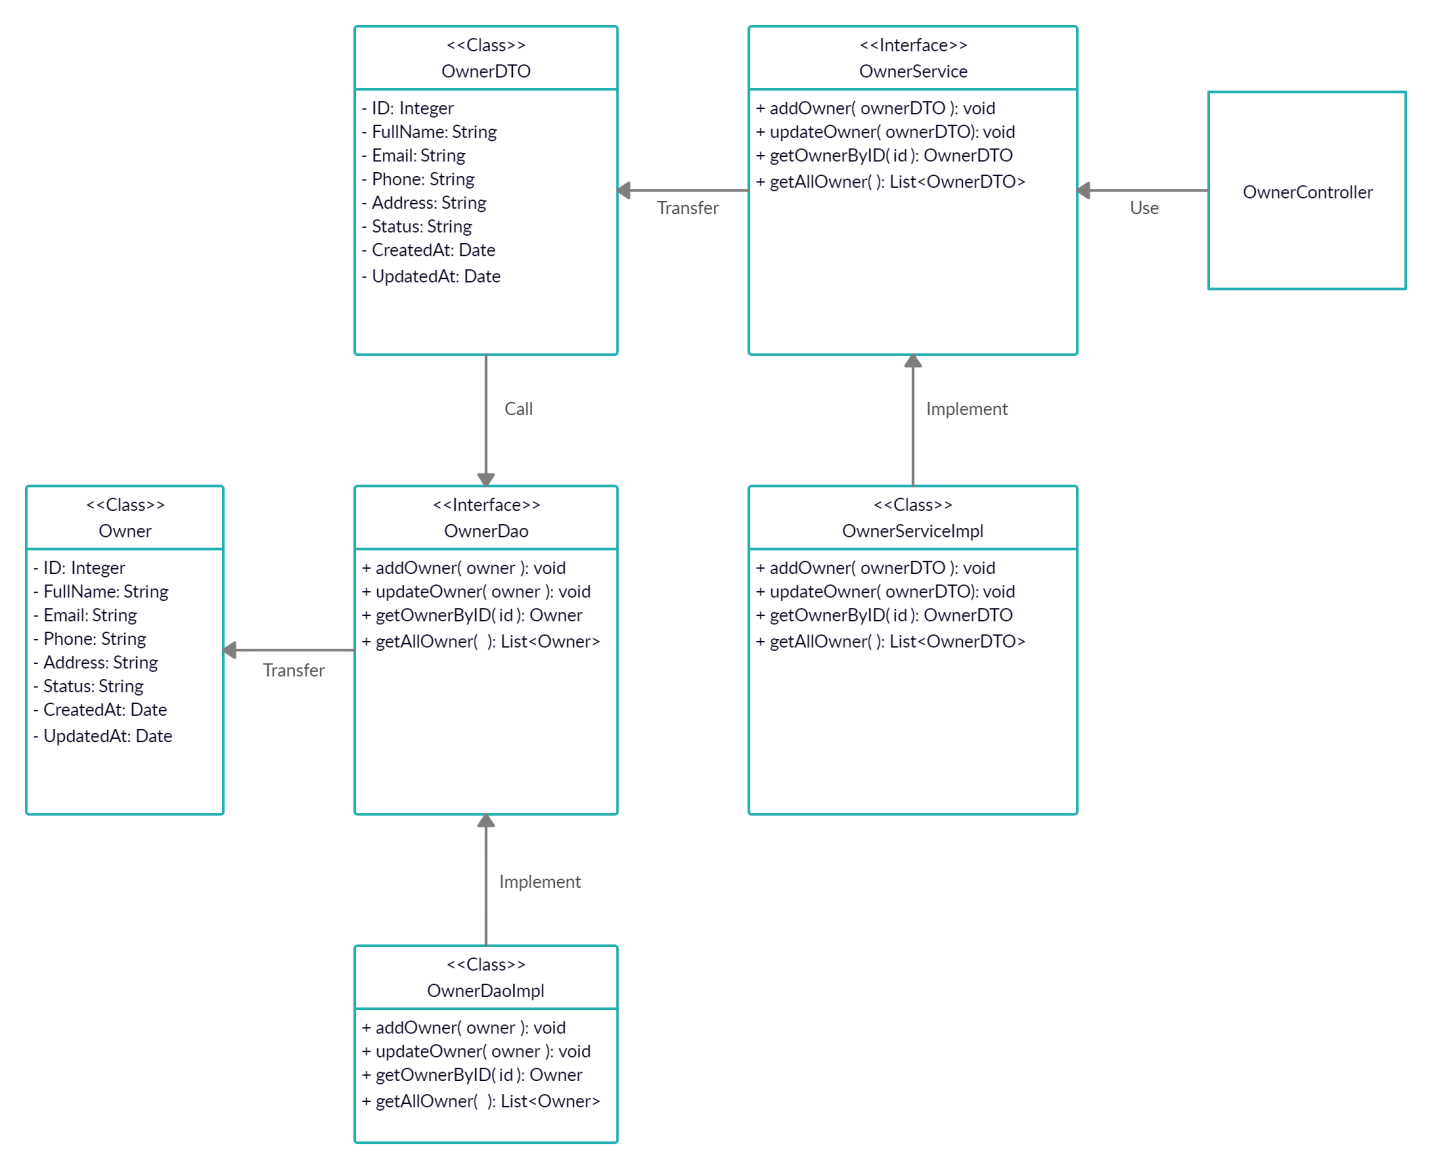 <<Class>>
OwnerDTO
- ID: Integer
- FullName: String
- Email: String
- Phone: String
- Address: String
- Status: String
- CreatedAt: Date
- UpdatedAt: Date
<<Interface>>
OwnerService
+ addOwner( ownerDTO ): void
+ updateOwner( ownerDTO): void
+ getOwnerByID( id ): OwnerDTO
+ getAllOwner( ): List<OwnerDTO>
OwnerController
Transfer
Use
Call
Implement
<<Class>>
Owner
- ID: Integer
- FullName: String
- Email: String
- Phone: String
- Address: String
- Status: String
- CreatedAt: Date
- UpdatedAt: Date
Transfer
<<Interface>>
OwnerDao
+ addOwner( owner ): void
+ updateOwner( owner ): void
+ getOwnerByID( id ): Owner
+ getAllOwner(  ): List<Owner>
<<Class>>
OwnerServiceImpl
+ addOwner( ownerDTO ): void
+ updateOwner( ownerDTO): void
+ getOwnerByID( id ): OwnerDTO
+ getAllOwner( ): List<OwnerDTO>
Implement
<<Class>>
OwnerDaoImpl
+ addOwner( owner ): void
+ updateOwner( owner ): void
+ getOwnerByID( id ): Owner
+ getAllOwner(  ): List<Owner>